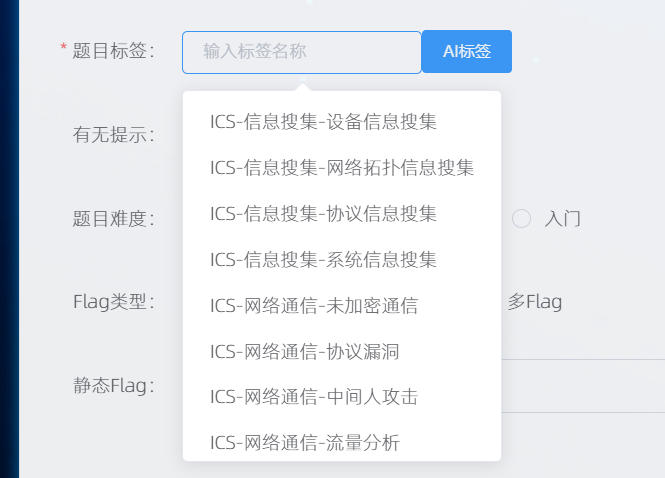 * 题目标签：
输入标签名称
AI标签
ICS-信息搜集-设备信息搜集
有无提示：
ICS-信息搜集-网络拓扑信息搜集
题目难度：
ICS-信息搜集-协议信息搜集
入门
ICS-信息搜集-系统信息搜集
Flag类型：
ICS-网络通信-未加密通信
多Flag
ICS-网络通信-协议漏洞
静态Flag：
ICS-网络通信-中间人攻击
ICS-网络通信-流量分析